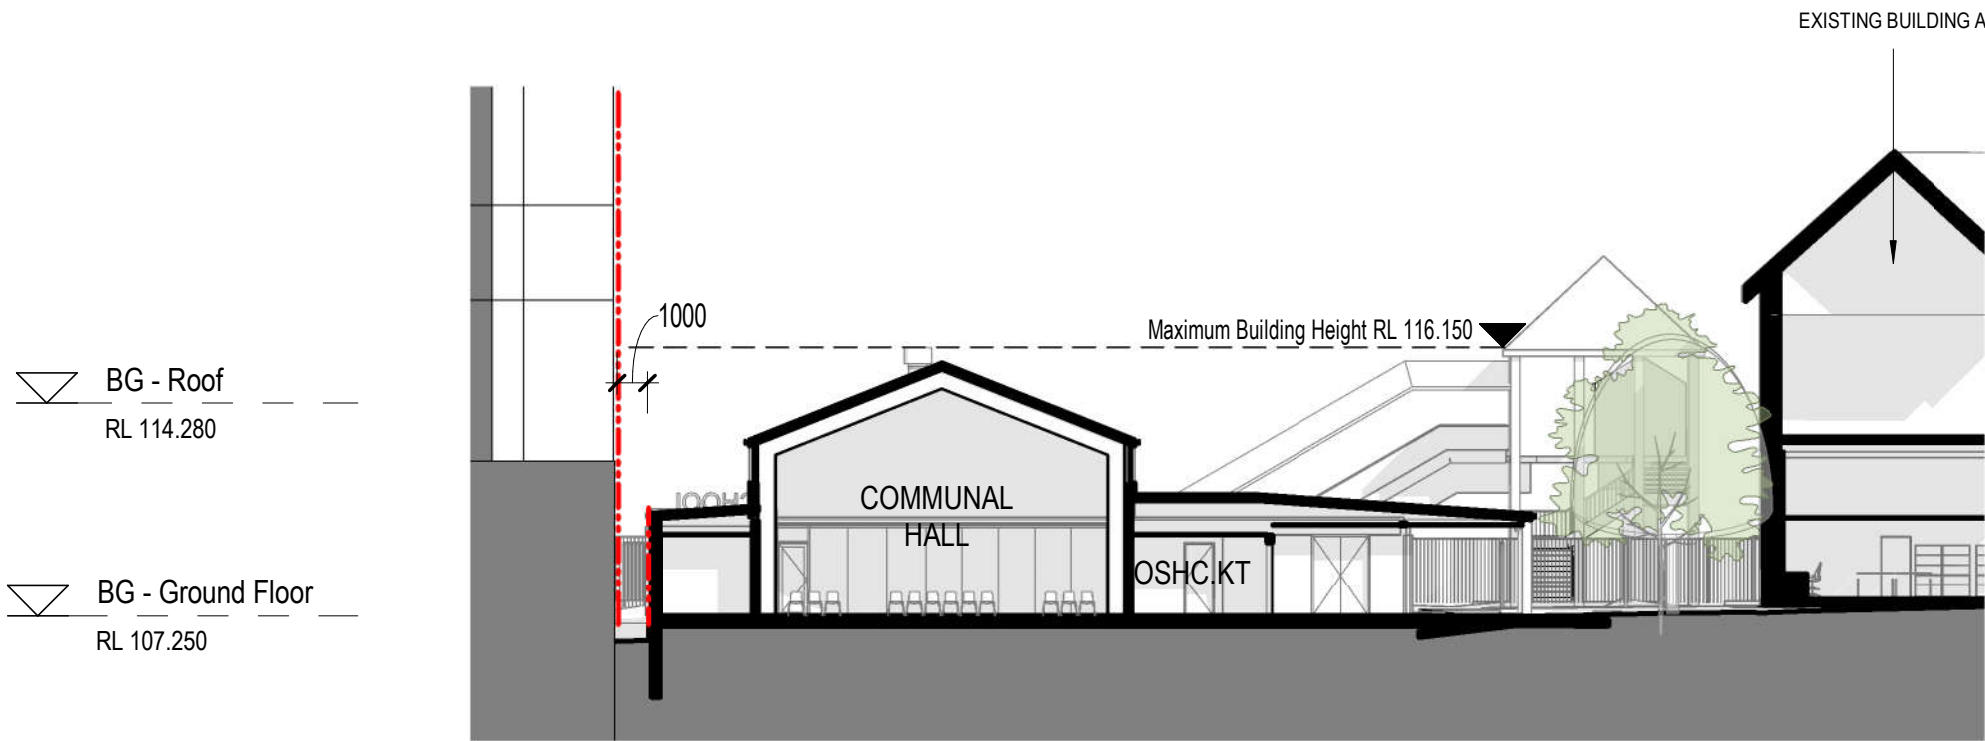 EXISTING BUILDING A
1000
Maximum Building Height RL 116.150
BG - Roof
RL 114.280
COMMUNAL
HALL
OSHC.KT
BG - Ground Floor
RL 107.250